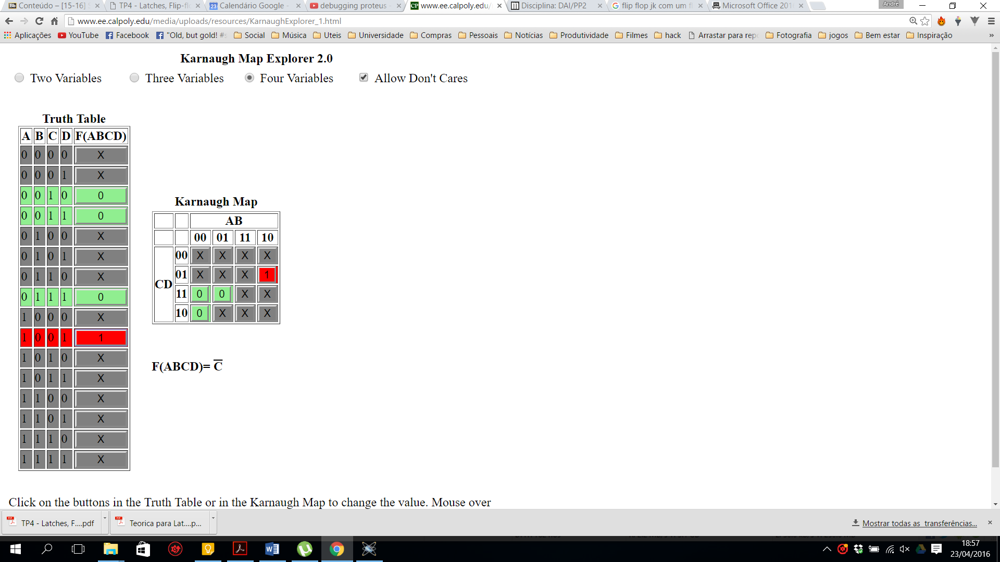 Conteúdo – [15-16] S
TP4 - Latches, Flip-fl
Calendário Google -
debugging proteus -
www.ee.calpoly.edu/
Disciplina: DAI/PP2
flip flop jk com um fl
Microsoft Office 201
André
www.ee.calpoly.edu/media/uploads/resources/KarnaughExplorer_1.html
Aplicações YouTube Facebook "Old, but gold! #s Social Música Uteis Universidade Compras Pessoais Notícias Produtividade Filmes hack Arrastar para repo Fotografia jogos Bem estar Inspiração »
Karnaugh Map Explorer 2.0
Two Variables Three Variables Four Variables Allow Don't Cares
Truth Table
A B C D F(ABCD)
0 0 0 0 X
0 0 0 1 X
0 0 1 0 0
0 0 1 1 0
0 1 0 0 X
0 1 0 1 X
0 1 1 0 X
0 1 1 1 0
1 0 0 0 X
1 0 0 1 1
1 0 1 0 X
1 0 1 1 X
1 1 0 0 X
1 1 0 1 X
1 1 1 0 X
1 1 1 1 X
Karnaugh Map
AB
00 01 11 10
CD
00 X X X X
01 X X X 1
11 0 0 X X
10 0 X X X
F(ABCD)= C̅
Click on the buttons in the Truth Table or in the Karnaugh Map to change the value. Mouse over
TP4 - Latches, F....pdf
Teorica para Lat....p...
Mostrar todas as transferências...
18:57
23/04/2016